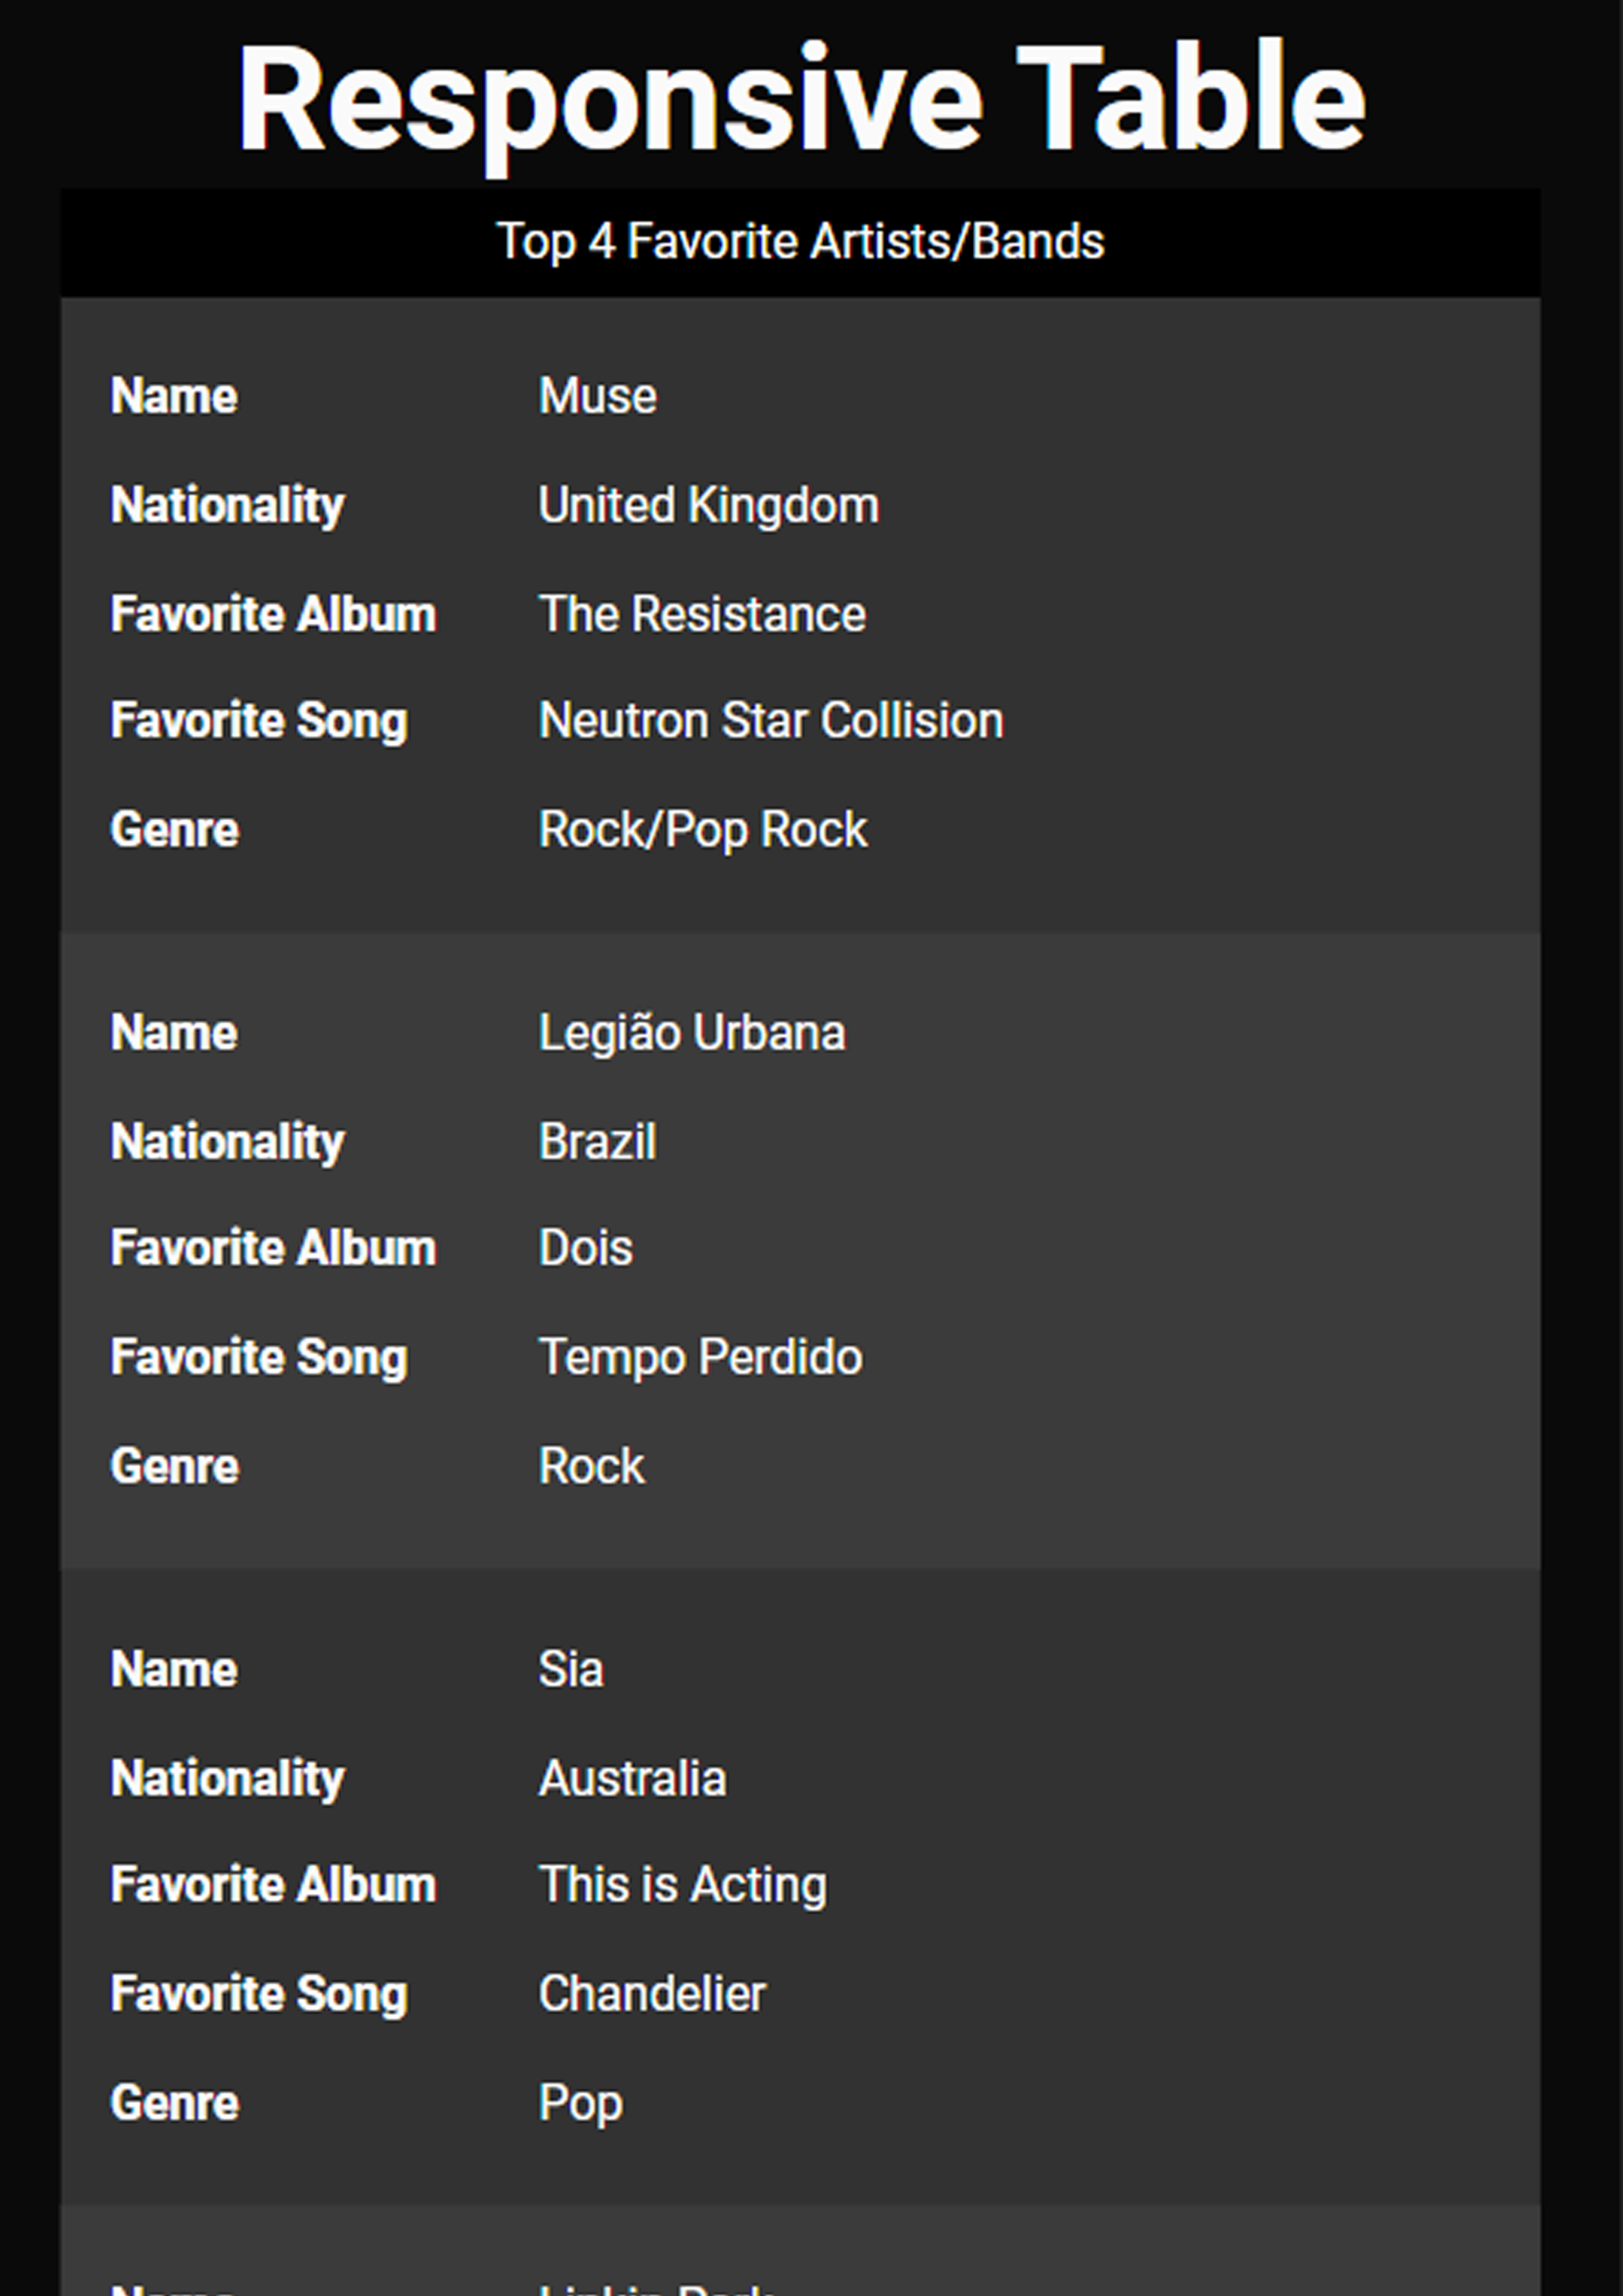 Responsive Table
Top 4 Favorite Artists/Bands
Name Muse
Nationality United Kingdom
Favorite Album The Resistance
Favorite Song Neutron Star Collision
Genre Rock/Pop Rock
Name Legião Urbana
Nationality Brazil
Favorite Album Dois
Favorite Song Tempo Perdido
Genre Rock
Name Sia
Nationality Australia
Favorite Album This is Acting
Favorite Song Chandelier
Genre Pop